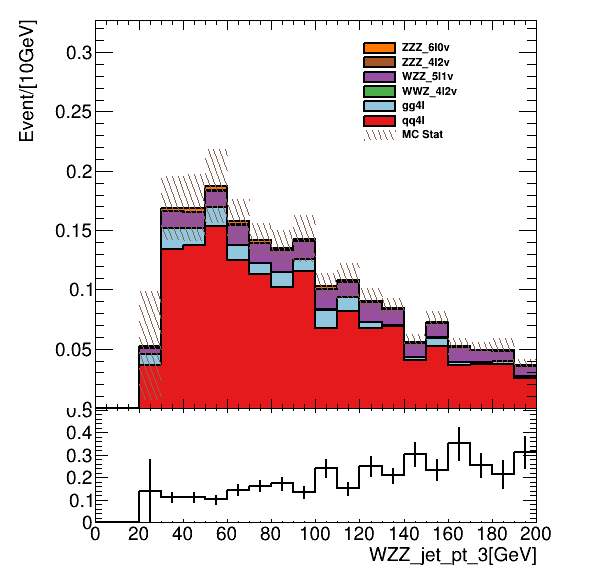 Event/[10GeV]
0.3
0.25
0.2
0.15
0.1
0.05
0
ZZZ_6l0v
ZZZ_4l2v
WZZ_5l1v
WWZ_4l2v
gg4l
qq4l
MC Stat
0.5
0.4
0.3
0.2
0.1
0
0 20 40 60 80 100 120 140 160 180 200
WZZ_jet_pt_3[GeV]